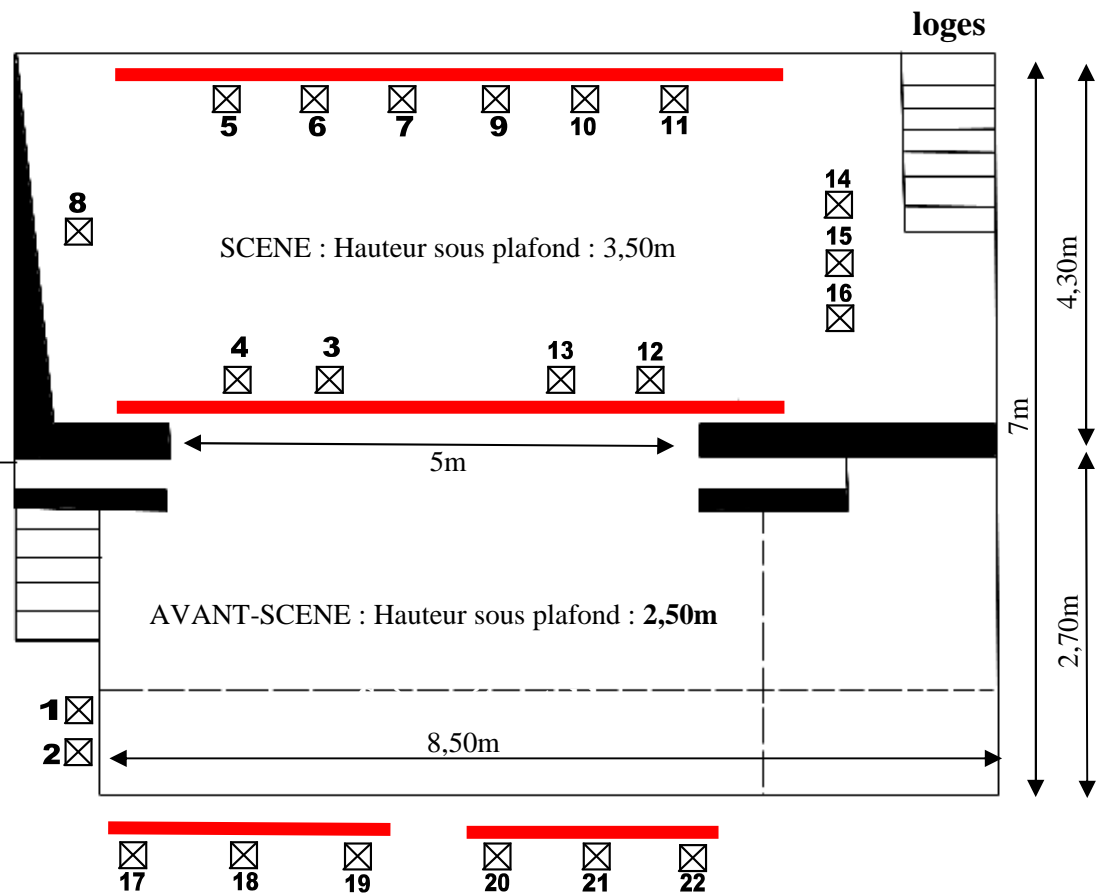 loges
5 6 7 9 10 11
8
14
SCENE : Hauteur sous plafond : 3,50m
15
16
4,30m
4 3 13 12
7m
5m
AVANT-SCENE : Hauteur sous plafond : 2,50m
2,70m
1
2
8,50m
17 18 19 20 21 22